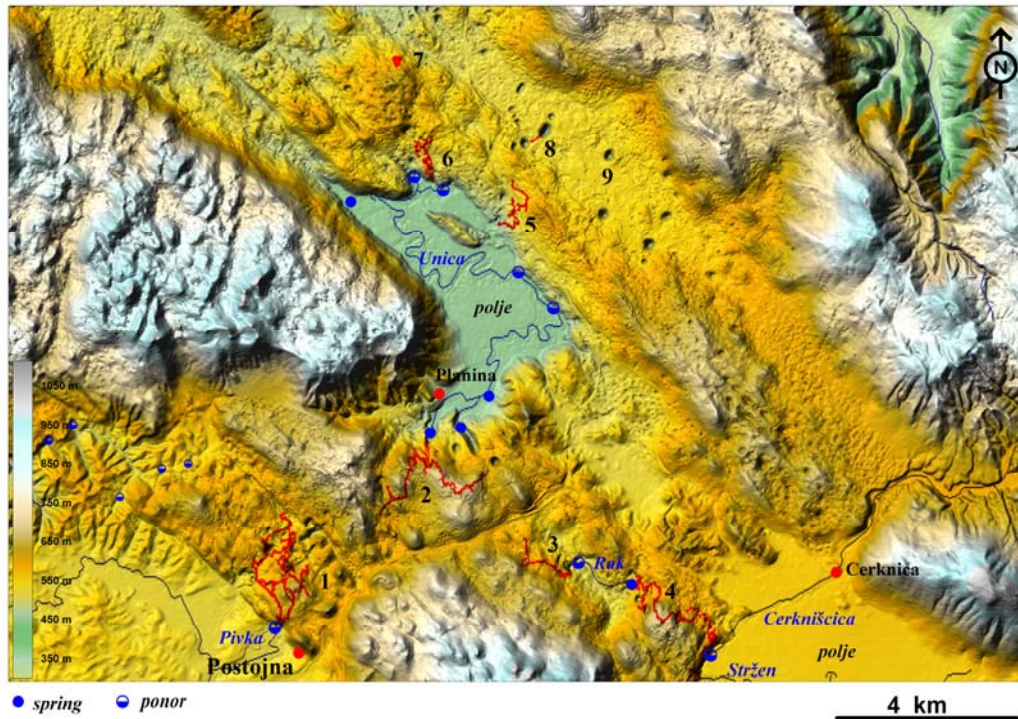 N
7
8
6
9
5
Unica
polje
Planina
1050 m
950 m
850 m
750 m
650 m
550 m
450 m
350 m
2
3
Rak
4
1
Cerknica
Cerkniščica
Pivka
Postojna
polje
Stržen
spring
ponor
4 km